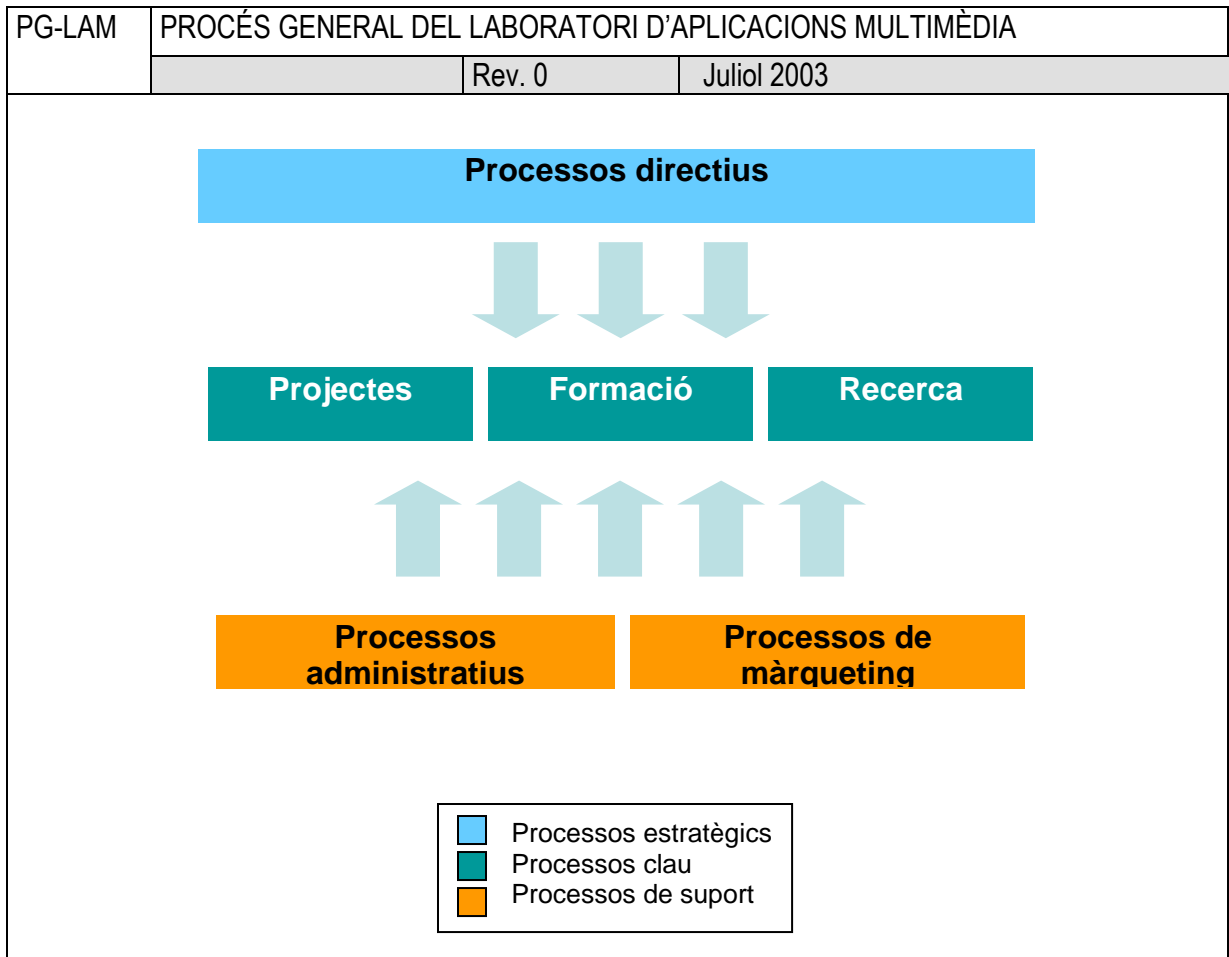 PG-LAM
PROCÉS GENERAL DEL LABORATORI D'APLICACIONS MULTIMÈDIA
Rev. 0
Juliol 2003
Processos directius
Projectes
Formació
Recerca
Processos
administratius
Processos de
màrqueting
Processos estratègics
Processos clau
Processos de suport